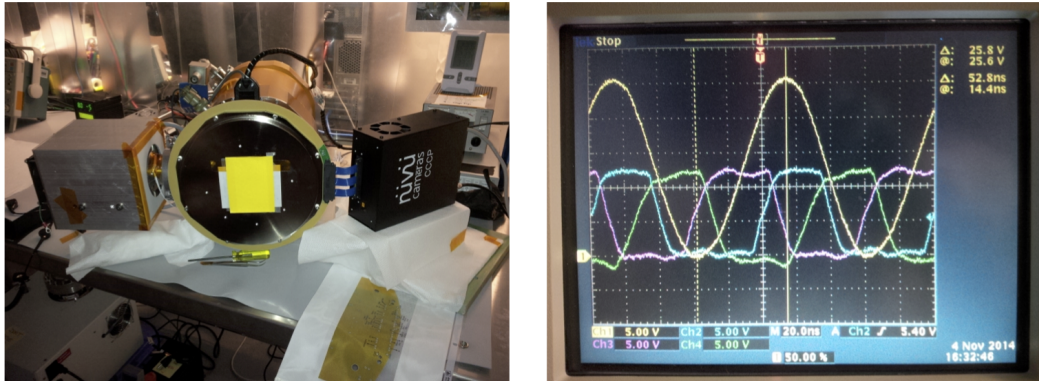 nüvü
cameras
CCCP
Tek Stop
Δ: 25.8 V
@: 25.6 V
Δ: 52.8ns
@: 14.4ns
Ch1 5.00 V Ch2 5.00 V M 20.0ns A Ch2 5.40 V
Ch3 5.00 V Ch4 5.00 V
50.00 %
4 Nov 2014
16:32:46